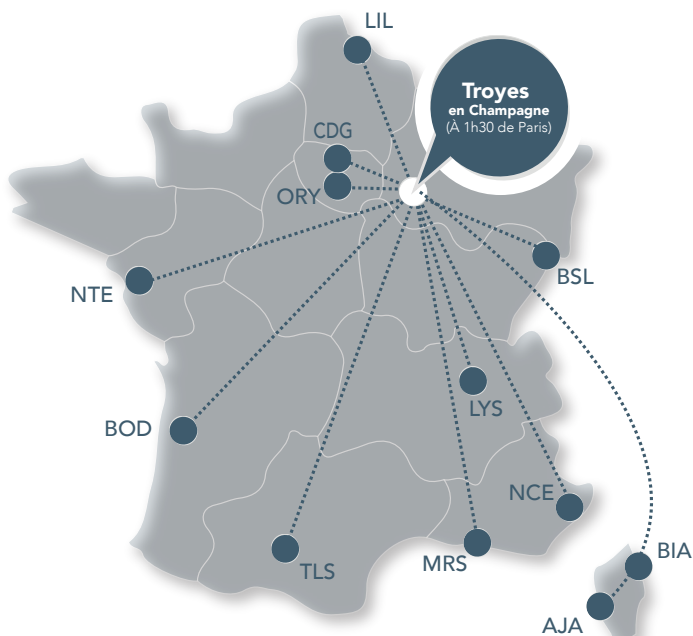 LIL
Troyes
en Champagne
(À 1h30 de Paris)
CDG
ORY
BSL
NTE
LYS
BOD
NCE
BIA
MRS
TLS
AJA